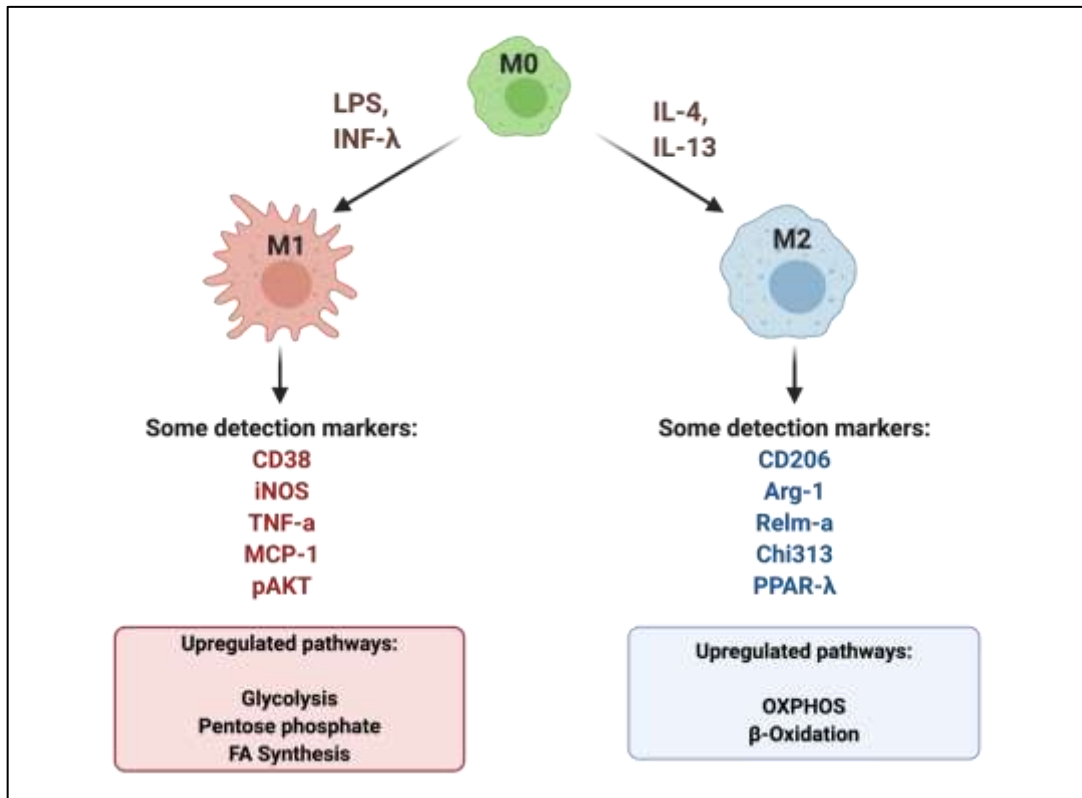 M0
LPS,
INF-λ
IL-4,
IL-13
M1
M2
Some detection markers:
CD38
iNOS
TNF-a
MCP-1
pAKT
Some detection markers:
CD206
Arg-1
Relm-a
Chi313
PPAR-λ
Upregulated pathways:
Glycolysis
Pentose phosphate
FA Synthesis
Upregulated pathways:
OXPHOS
β-Oxidation